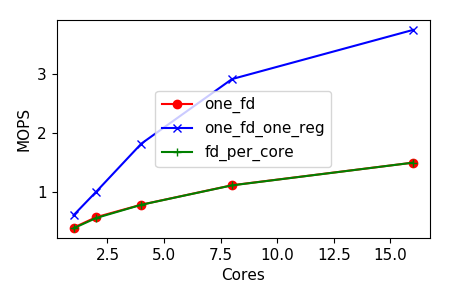 3
2
1
MOPS
one_fd
one_fd_one_reg
fd_per_core
2.5 5.0 7.5 10.0 12.5 15.0
Cores